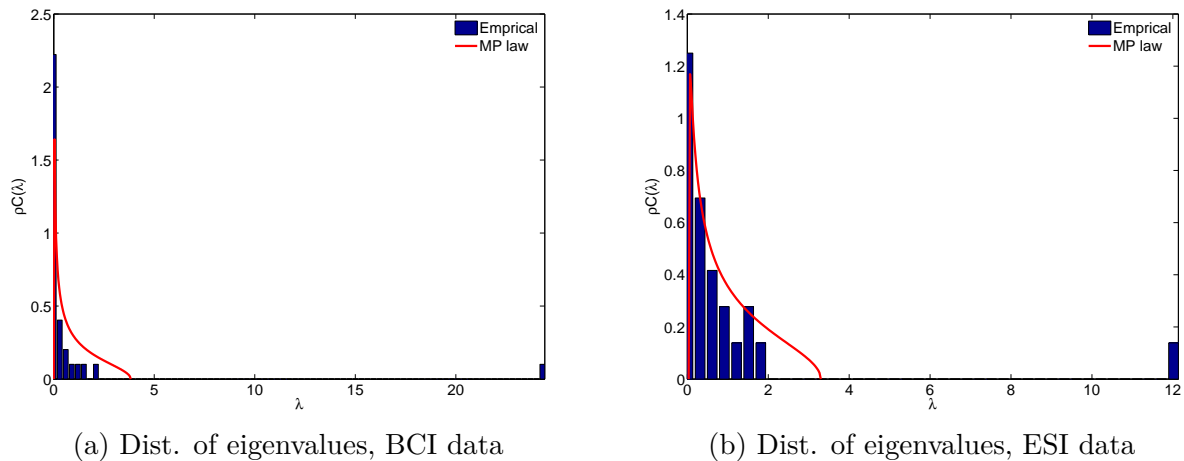 2.5
2
1.5
1
0.5
0
ρC(λ)
0 5 10 15 20
λ
Emprical
MP law
(a) Dist. of eigenvalues, BCI data
1.4
1.2
1
0.8
0.6
0.4
0.2
0
ρC(λ)
0 2 4 6 8 10 12
λ
Emprical
MP law
(b) Dist. of eigenvalues, ESI data